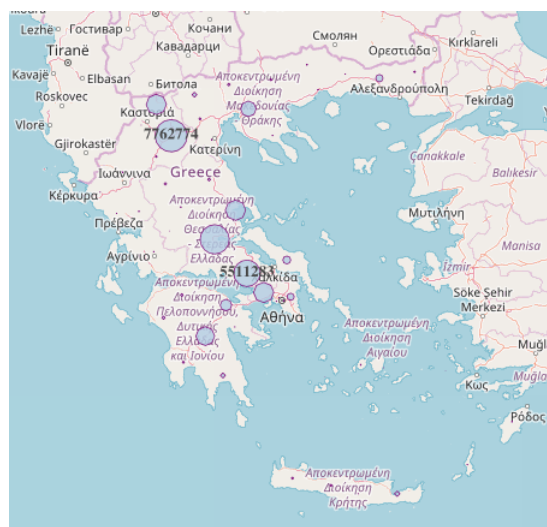 Lezhë
Гостивар
Кочани
Tiranë
Кавадарци
Смолян
Орестιάδα
Kırklareli
Kavajë
Elbasan
Битола
Αποκεντρωμένη
Διοίκηση
Μακεδονίας
Θράκης
Αλεξανδρούπολη
Tekirdağ
Roskovec
Καστοριά
Vlorë
7762774
Κατερίνη
Gjirokastër
Çanakkale
Ιωάννινα
Greece
Balıkesir
Κέρκυρα
Αποκεντρωμένη
Διοίκηση
Θεσσαλίας
Στερεάς
Ελλάδας
Πρέβεζα
Μυτιλήνη
Manisa
Αγρίνιο
5511283
İzmir
Αποκεντρωμένη
Διοίκηση
Πελοποννήσου,
Δυτικής
Ελλάδας
και Ιονίου
Αθήνα
Söke Şehir
Merkezi
Αποκεντρωμένη
Διοίκηση
Αιγαίου
Muğla
Κως
Ρόδος
Αποκεντρωμένη
Διοίκηση
Κρήτης